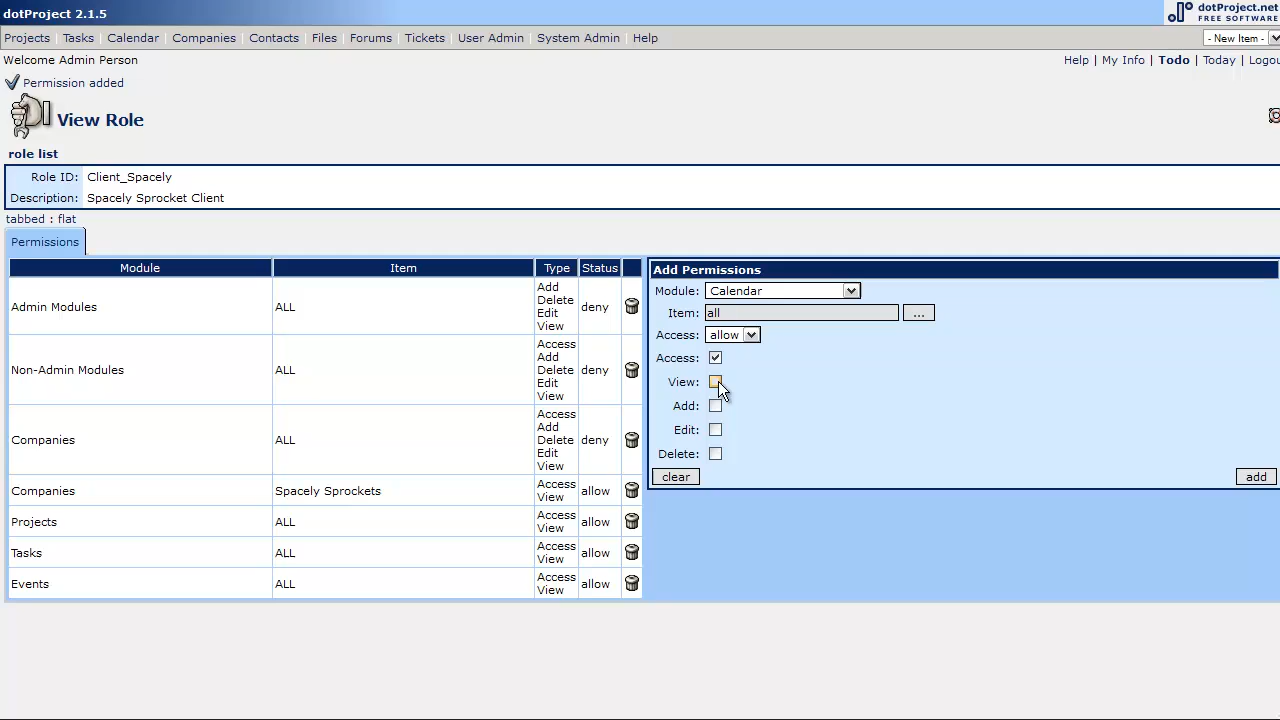 dotProject 2.1.5
dotProject.net
FREE SOFTWARE
Projects Tasks Calendar Companies Contacts Files Forums Tickets User Admin System Admin Help - New Item -
Welcome Admin Person Help | My Info | Todo | Today | Logou
Permission added
View Role
role list
Role ID: Client_Spacely
Description: Spacely Sprocket Client
tabbed : flat
Permissions
Module Item Type Status
Admin Modules ALL Add Delete Edit View deny
Non-Admin Modules ALL Access Add Delete Edit View deny
Companies ALL Access Add Delete Edit View deny
Companies Spacely Sprockets Access View allow
Projects ALL Access View allow
Tasks ALL Access View allow
Events ALL Access View allow
Add Permissions
Module: Calendar
Item: all ...
Access: allow
Access:
View:
Add:
Edit:
Delete:
clear add